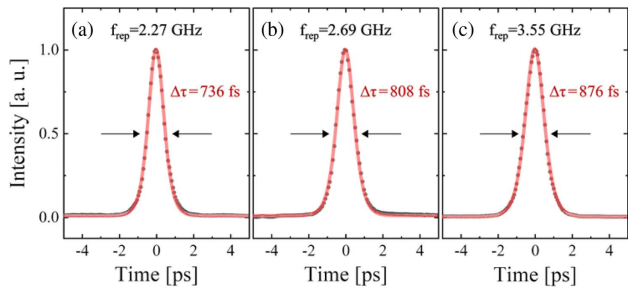 (a) f_rep=2.27 GHz (b) f_rep=2.69 GHz (c) f_rep=3.55 GHz
1.0
Δτ=736 fs Δτ=808 fs Δτ=876 fs
0.5
0.0
Intensity [a. u.]
-4 -2 0 2 4 -4 -2 0 2 4 -4 -2 0 2 4
Time [ps] Time [ps] Time [ps]